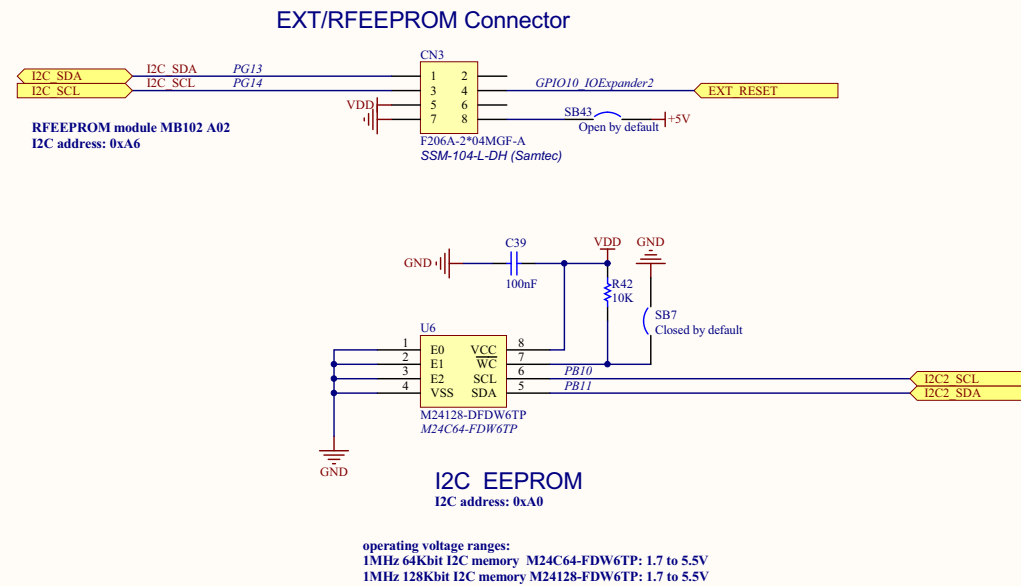 EXT/RFEEPROM Connector
CN3
I2C_SDA I2C_SDA PG13 1 2
I2C_SCL I2C_SCL PG14 3 4 GPIO10_IOExpander2 EXT_RESET
VDD 5 6
7 8 SB43 +5V
Open by default
RFEEPROM module MB102 A02
I2C address: 0xA6
F206A-2*04MGF-A
SSM-104-L-DH (Samtec)
C39 VDD GND
GND
100nF
R42
10K
SB7
Closed by default
U6
1 E0 VCC 8
2 E1 WC 7
3 E2 SCL 6 PB10 I2C2_SCL
4 VSS SDA 5 PB11 I2C2_SDA
M24128-DFDW6TP
M24C64-FDW6TP
GND
I2C EEPROM
I2C address: 0xA0
operating voltage ranges:
1MHz 64Kbit I2C memory M24C64-FDW6TP: 1.7 to 5.5V
1MHz 128Kbit I2C memory M24128-FDW6TP: 1.7 to 5.5V